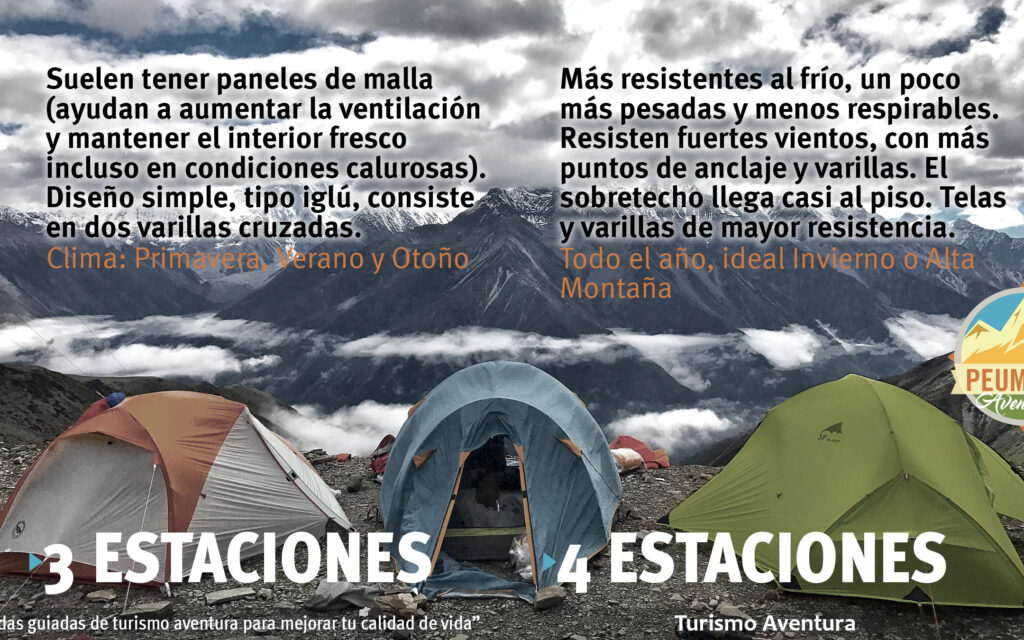 Suelen tener paneles de malla
(ayudan a aumentar la ventilación
y mantener el interior fresco
incluso en condiciones calurosas).
Diseño simple, tipo iglú, consiste
en dos varillas cruzadas.
Clima: Primavera, Verano y Otoño
Más resistentes al frío, un poco
más pesadas y menos respirables.
Resisten fuertes vientos, con más
puntos de anclaje y varillas. El
sobretecho llega casi al piso. Telas
y varillas de mayor resistencia.
Todo el año, ideal Invierno o Alta
Montaña
PEUM
Aven
3F
3 ESTACIONES
4 ESTACIONES
das guiadas de turismo aventura para mejorar tu calidad de vida”
Turismo Aventura